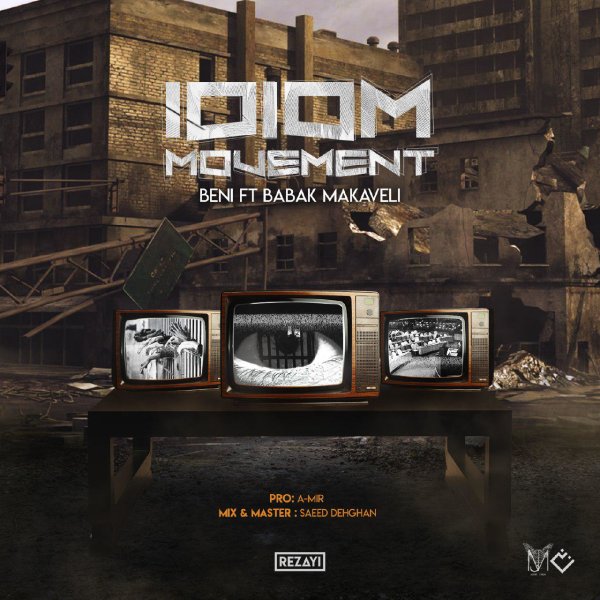 IDIOM
MOVEMENT
BENI FT BABAK MAKAVELI
PRO: A-MIR
MIX & MASTER : SAEED DEHGHAN
REZAYI